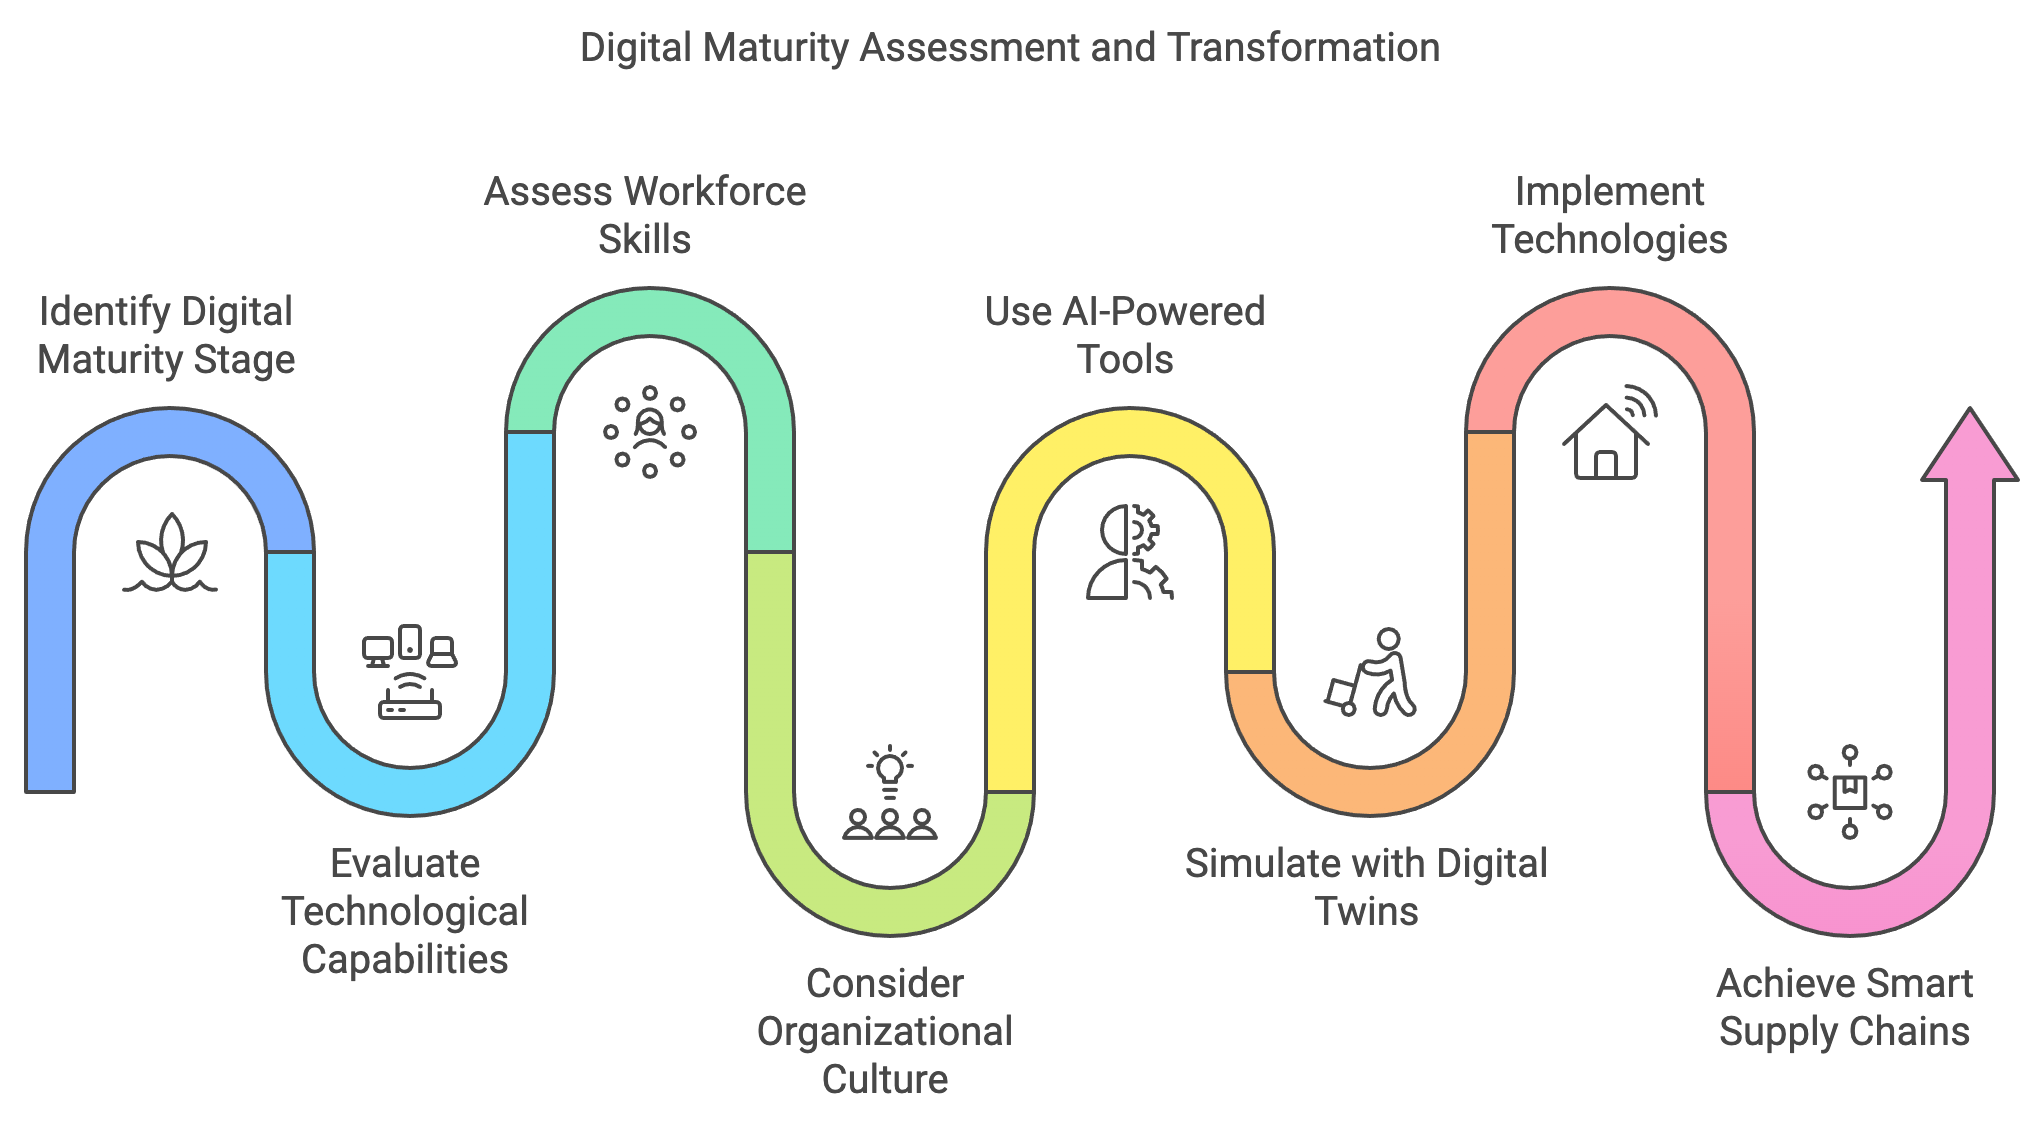 Digital Maturity Assessment and Transformation
Identify Digital
Maturity Stage
Evaluate
Technological
Capabilities
Assess Workforce
Skills
Consider
Organizational
Culture
Use AI-Powered
Tools
Simulate with Digital
Twins
Implement
Technologies
Achieve Smart
Supply Chains